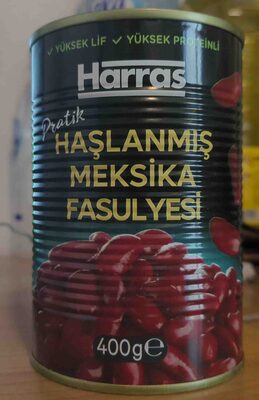 ✓ YÜKSEK LİF ✓ YÜKSEK PROTEİNLİ
Harras
Pratik
HAŞLANMIŞ
MEKSİKA
FASULYESİ
400g℮